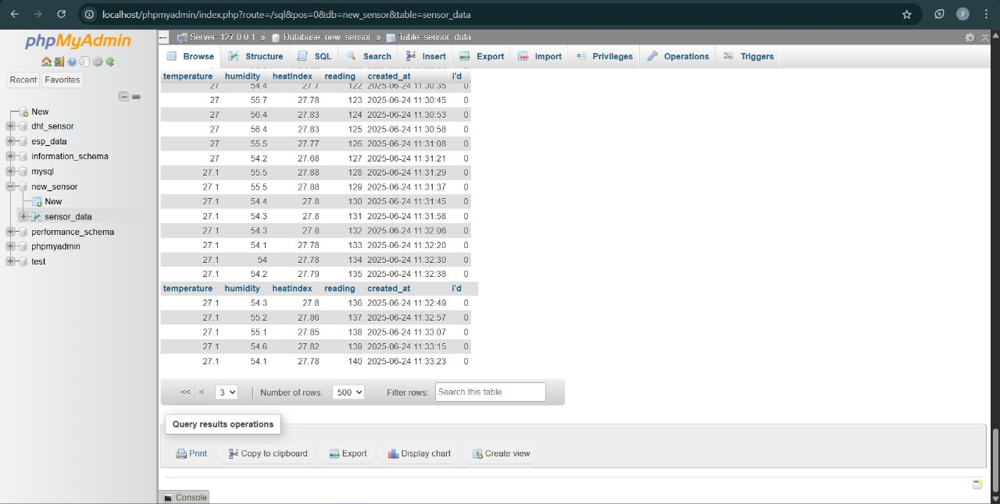 localhost/phpmyadmin/index.php?route=/sql&pos=0&db=new_sensor&table=sensor_data
y
phpMyAdmin
Recent Favorites
New
dht_sensor
esp_data
information_schema
mysql
new_sensor
New
sensor_data
performance_schema
phpmyadmin
test
Server: 127.0.0.1 » Database: new_sensor » Table: sensor_data
Browse Structure SQL Search Insert Export Import Privileges Operations Triggers
temperature humidity heatIndex reading created_at i'd
27 54.4 27.7 122 2025-06-24 11:30:35 0
27 55.7 27.78 123 2025-06-24 11:30:45 0
27 56.4 27.83 124 2025-06-24 11:30:53 0
27 56.4 27.83 125 2025-06-24 11:30:58 0
27 55.5 27.77 126 2025-06-24 11:31:08 0
27 54.2 27.68 127 2025-06-24 11:31:21 0
27.1 55.5 27.88 128 2025-06-24 11:31:29 0
27.1 55.5 27.88 129 2025-06-24 11:31:37 0
27.1 54.4 27.8 130 2025-06-24 11:31:45 0
27.1 54.3 27.8 131 2025-06-24 11:31:58 0
27.1 54.3 27.8 132 2025-06-24 11:32:06 0
27.1 54.1 27.78 133 2025-06-24 11:32:20 0
27.1 54 27.78 134 2025-06-24 11:32:30 0
27.1 54.2 27.79 135 2025-06-24 11:32:38 0
temperature humidity heatIndex reading created_at i'd
27.1 54.3 27.8 136 2025-06-24 11:32:49 0
27.1 55.2 27.86 137 2025-06-24 11:32:57 0
27.1 55.1 27.85 138 2025-06-24 11:33:07 0
27.1 54.6 27.82 139 2025-06-24 11:33:15 0
27.1 54.1 27.78 140 2025-06-24 11:33:23 0
<< < 3 Number of rows: 500 Filter rows: Search this table
Query results operations
Print Copy to clipboard Export Display chart Create view
Console